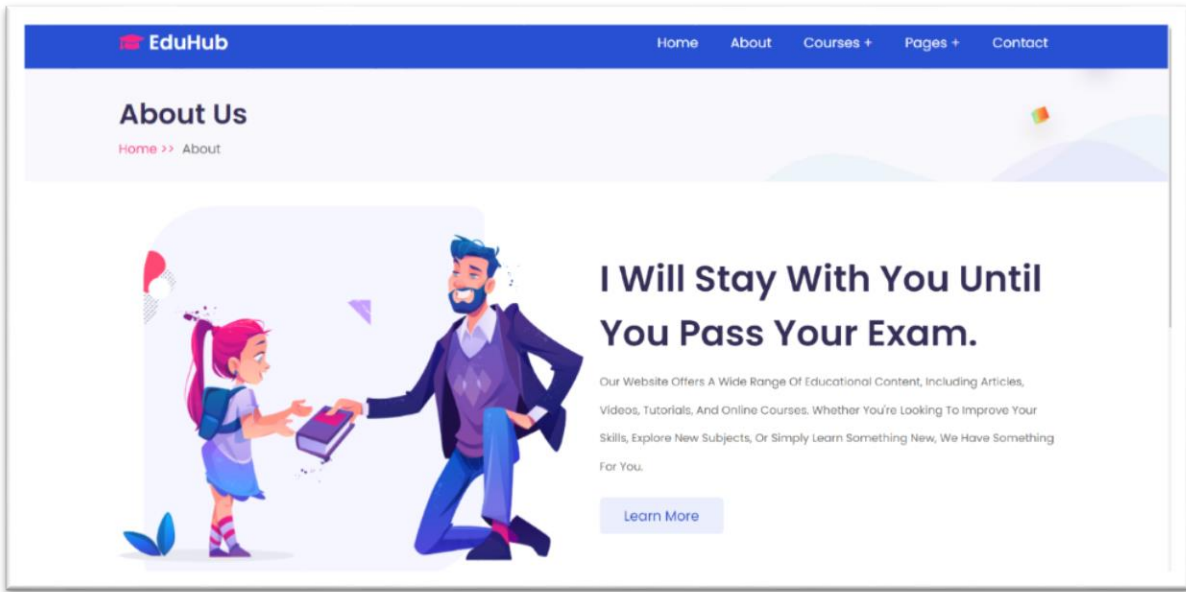 EduHub
Home About Courses + Pages + Contact
About Us
Home >> About
I Will Stay With You Until
You Pass Your Exam.
Our Website Offers A Wide Range Of Educational Content, Including Articles,
Videos, Tutorials, And Online Courses. Whether You're Looking To Improve Your
Skills, Explore New Subjects, Or Simply Learn Something New, We Have Something
For You.
Learn More